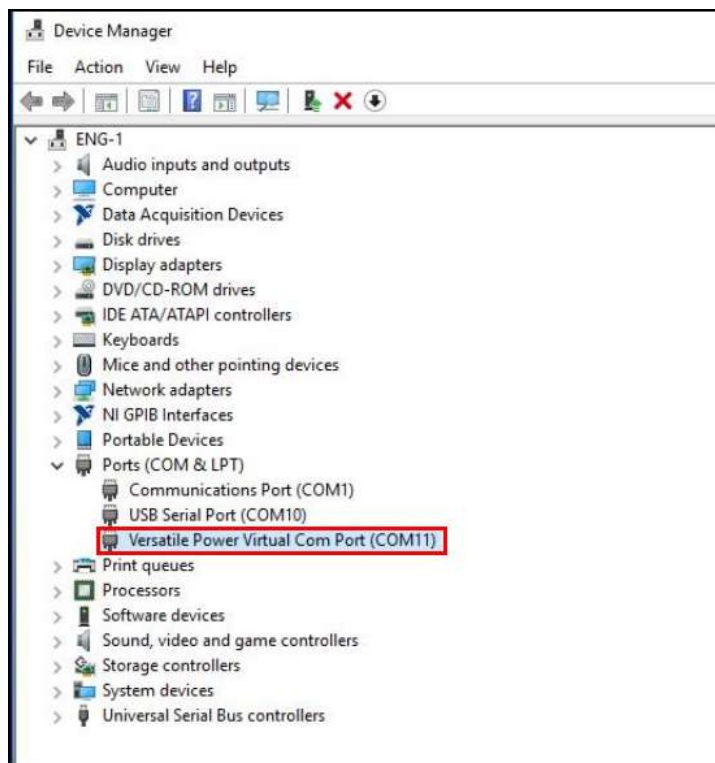 Device Manager
File Action View Help
ENG-1
Audio inputs and outputs
Computer
Data Acquisition Devices
Disk drives
Display adapters
DVD/CD-ROM drives
IDE ATA/ATAPI controllers
Keyboards
Mice and other pointing devices
Network adapters
NI GPIB Interfaces
Portable Devices
Ports (COM & LPT)
Communications Port (COM1)
USB Serial Port (COM10)
Versatile Power Virtual Com Port (COM11)
Print queues
Processors
Software devices
Sound, video and game controllers
Storage controllers
System devices
Universal Serial Bus controllers